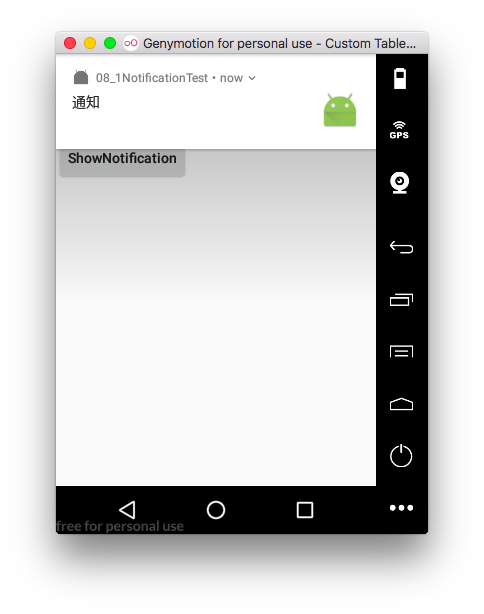 Genymotion for personal use - Custom Table...
08_1NotificationTest • now
通知
ShowNotification
GPS
free for personal use